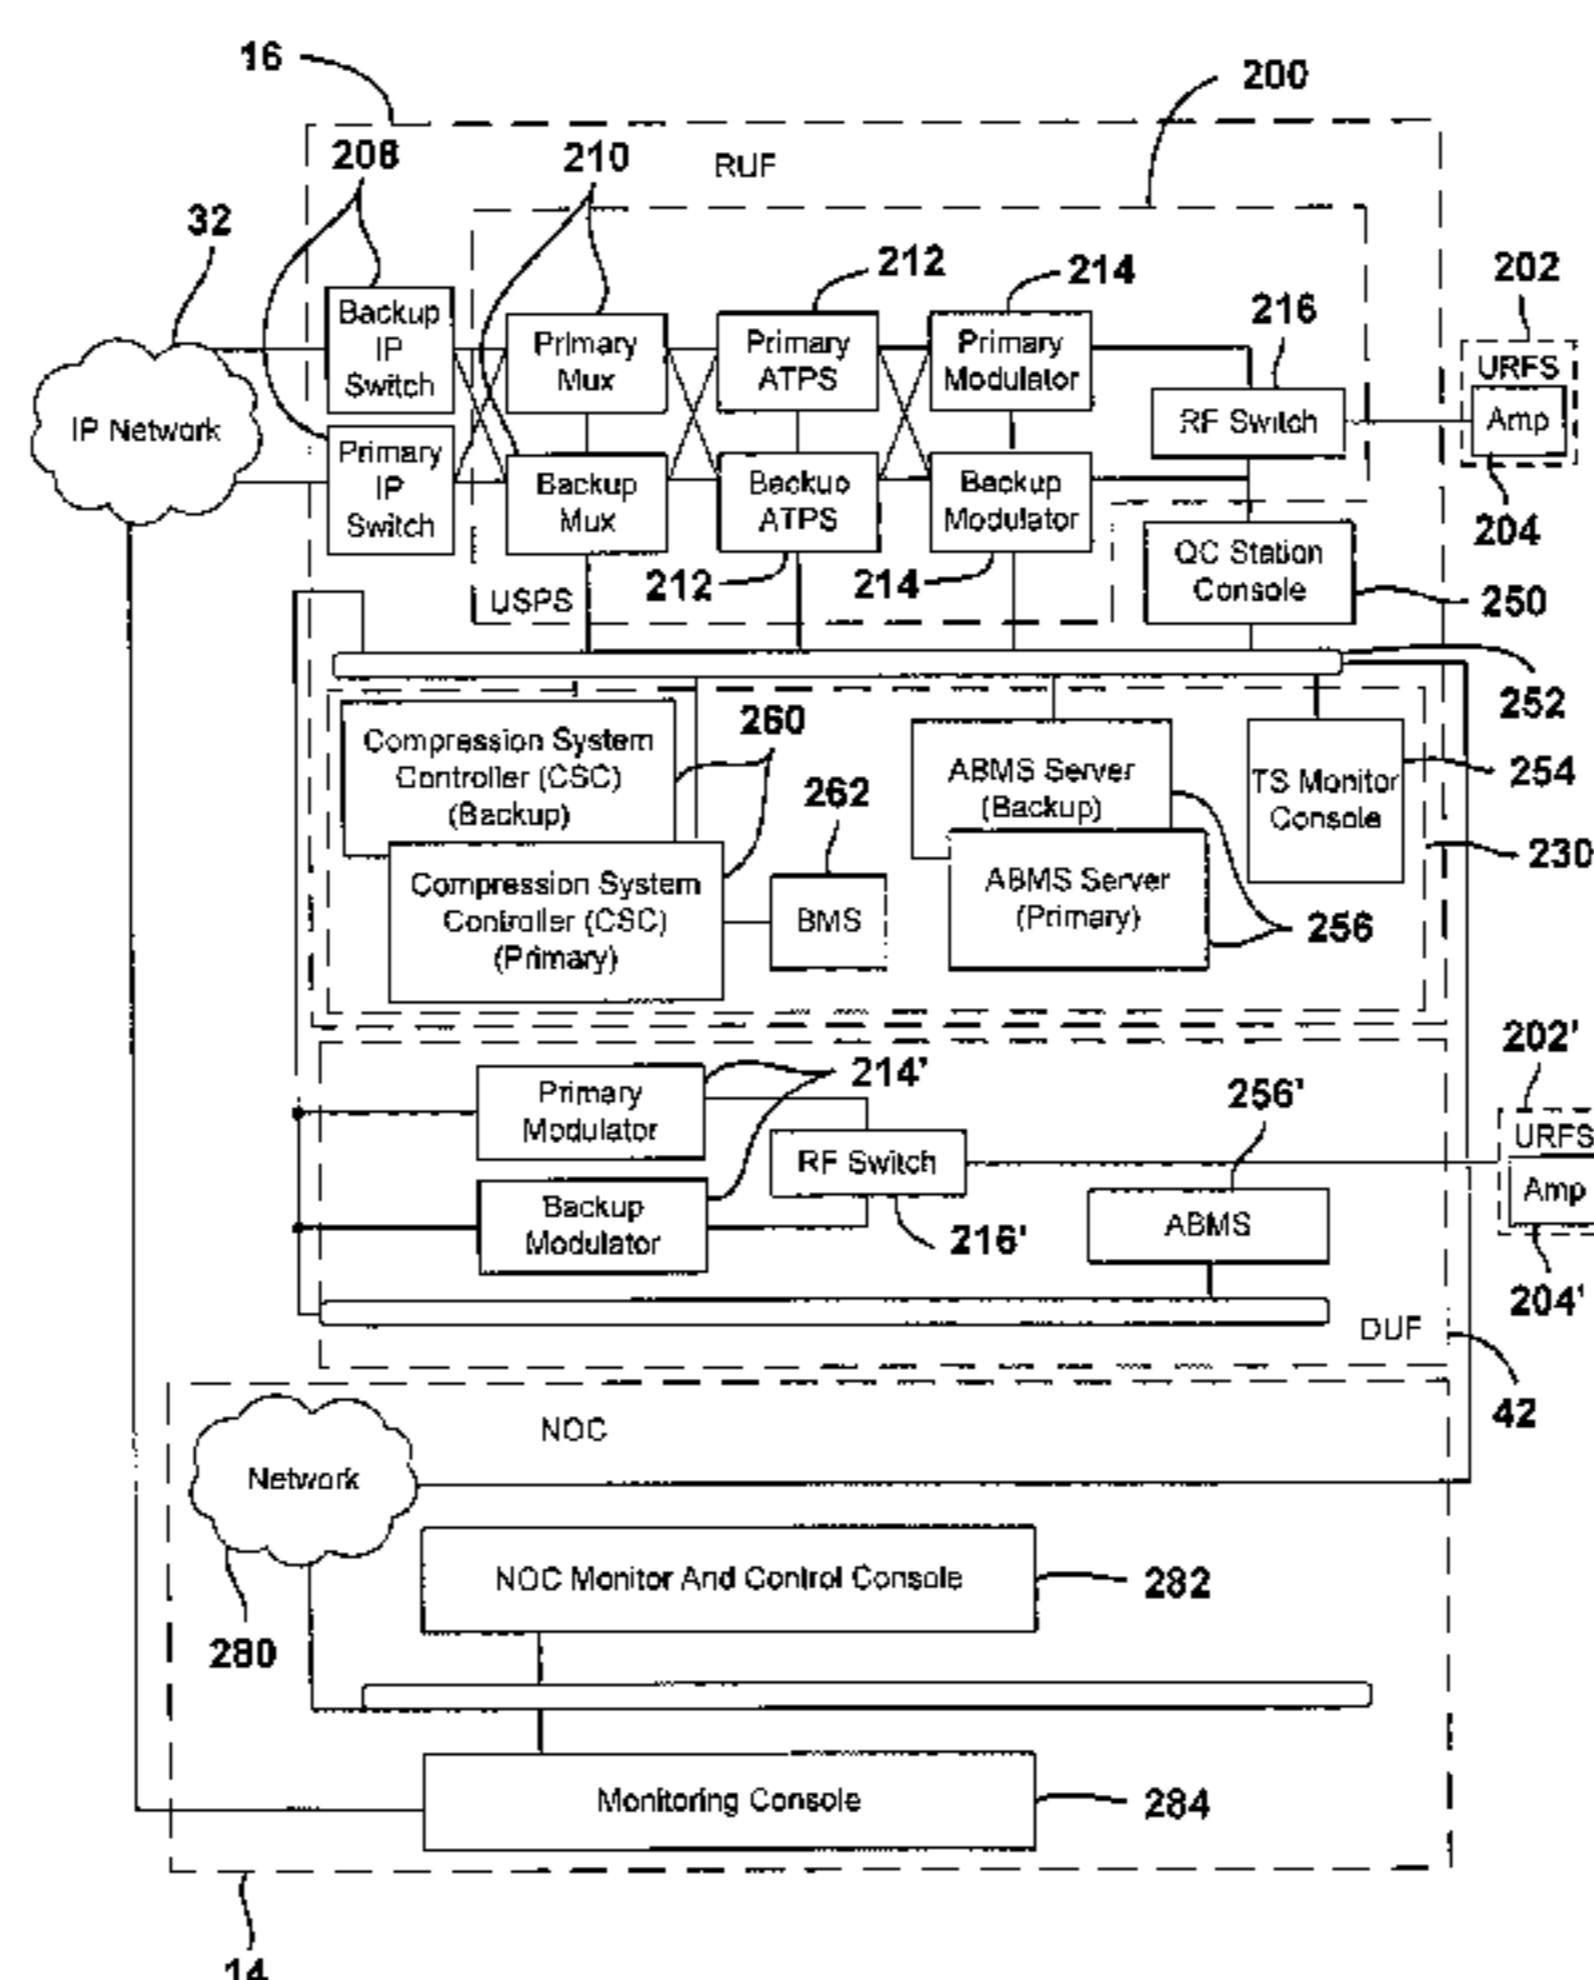 16
200
208
210
RUF
32
212
214
202
216
Backup
IP
Switch
Primary
Mux
Primary
ATPS
Primary
Modulator
URFS
Amp
RF Switch
IP Network
Primary
IP
Switch
Backup
Mux
Backuo
ATPS
Backup
Modulator
204
QC Station
Console
212
214
USPS
250
252
260
Compression System
Controller (CSC)
(Backup)
ABMS Server
(Backup)
TS Monitor
Console
254
262
230
Compression System
Controller (CSC)
(Primary)
BMS
ABMS Server
(Primary)
256
202'
214'
256'
Primary
Modulator
URFS
RF Switch
Amp
Backup
Modulator
216'
ABMS
204'
DUF
42
NOC
Network
NOC Monitor And Control Console
282
280
Monitoring Console
284
14